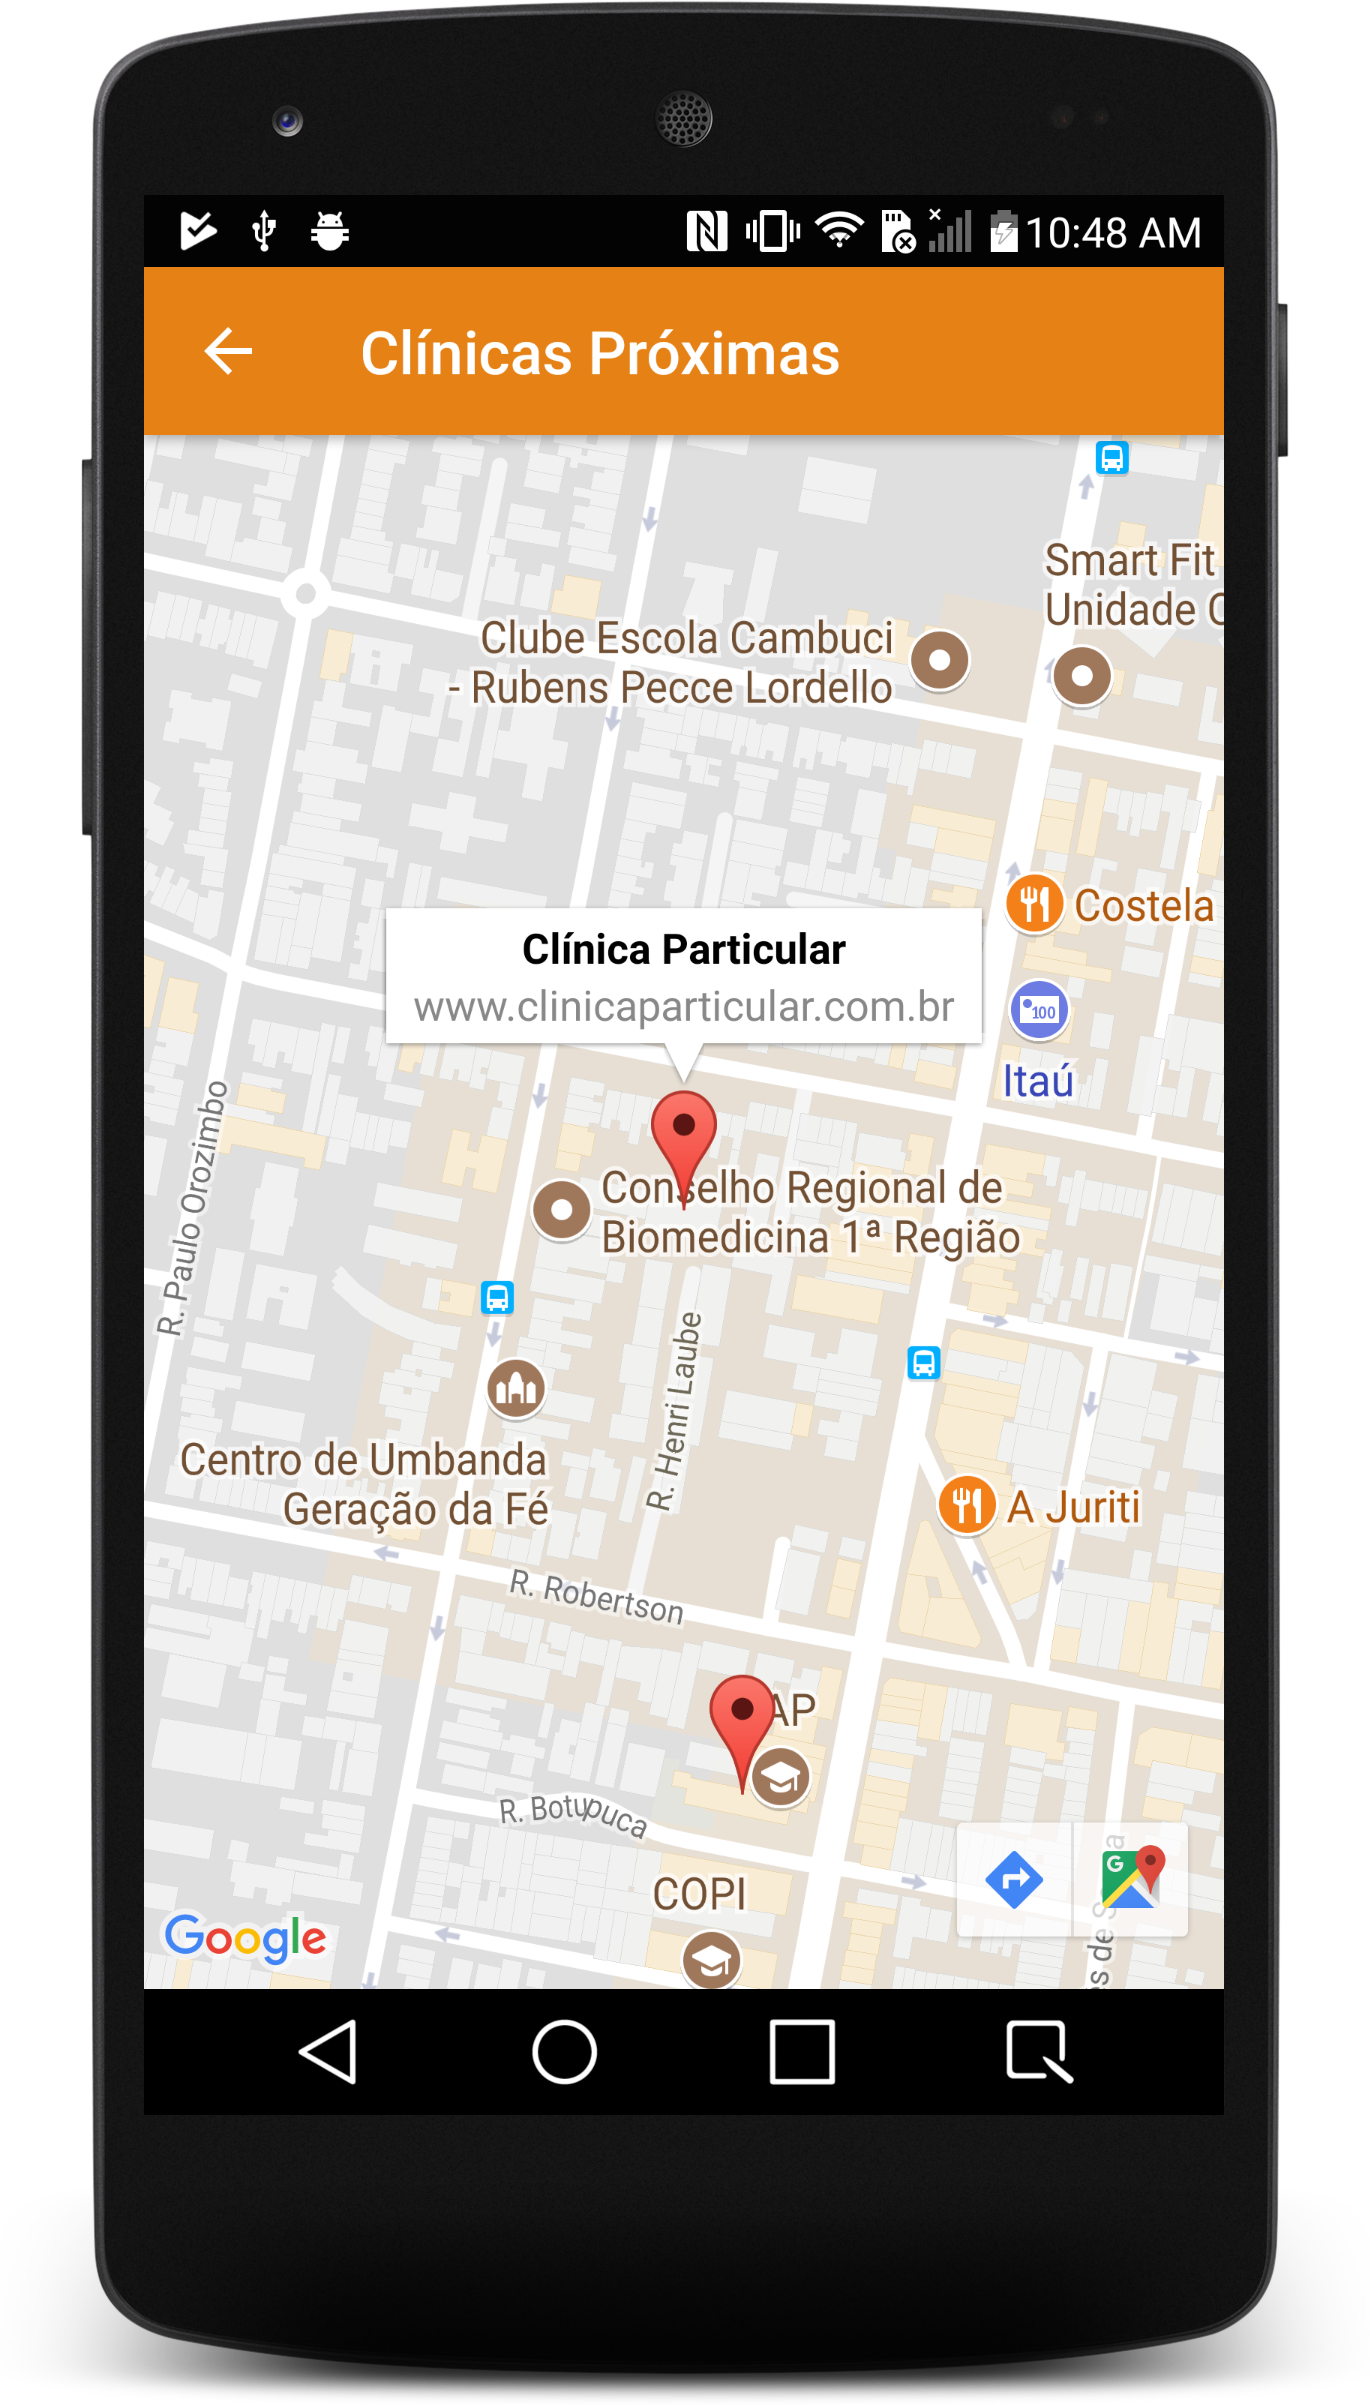 10:48 AM
Clínicas Próximas
Smart Fit
Unidade
Clube Escola Cambuci
- Rubens Pecce Lordello
Costela
Clínica Particular
www.clinicaparticular.com.br
100
Itaú
R. Paulo Orozimbo
Conselho Regional de
Biomedicina 1ª Região
R. Henri Laube
Centro de Umbanda
Geração da Fé
A Juriti
R. Robertson
AP
R. Botupuca
COPI
G
Google